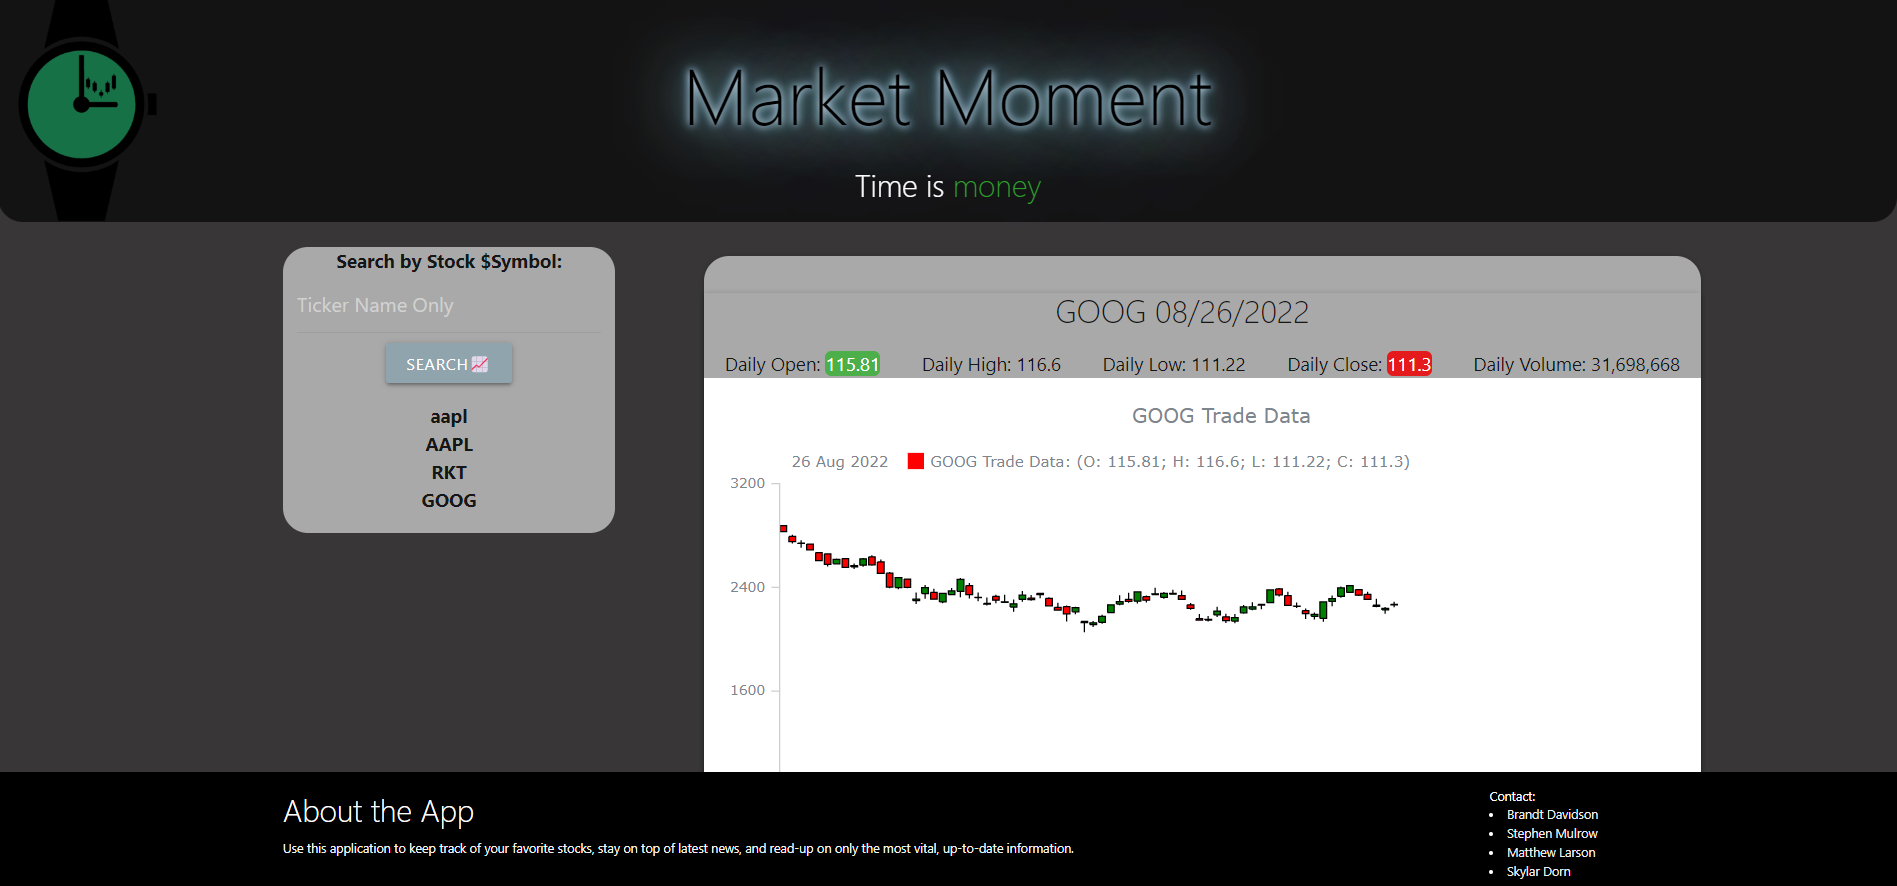 Market Moment
Time is money
Search by Stock $Symbol:
Ticker Name Only
SEARCH
aapl
AAPL
RKT
GOOG
GOOG 08/26/2022
Daily Open: 115.81 Daily High: 116.6 Daily Low: 111.22 Daily Close: 111.3 Daily Volume: 31,698,668
GOOG Trade Data
26 Aug 2022 GOOG Trade Data: (O: 115.81; H: 116.6; L: 111.22; C: 111.3)
3200
2400
1600
About the App
Use this application to keep track of your favorite stocks, stay on top of latest news, and read-up on only the most vital, up-to-date information.
Contact:
• Brandt Davidson
• Stephen Mulrow
• Matthew Larson
• Skylar Dorn